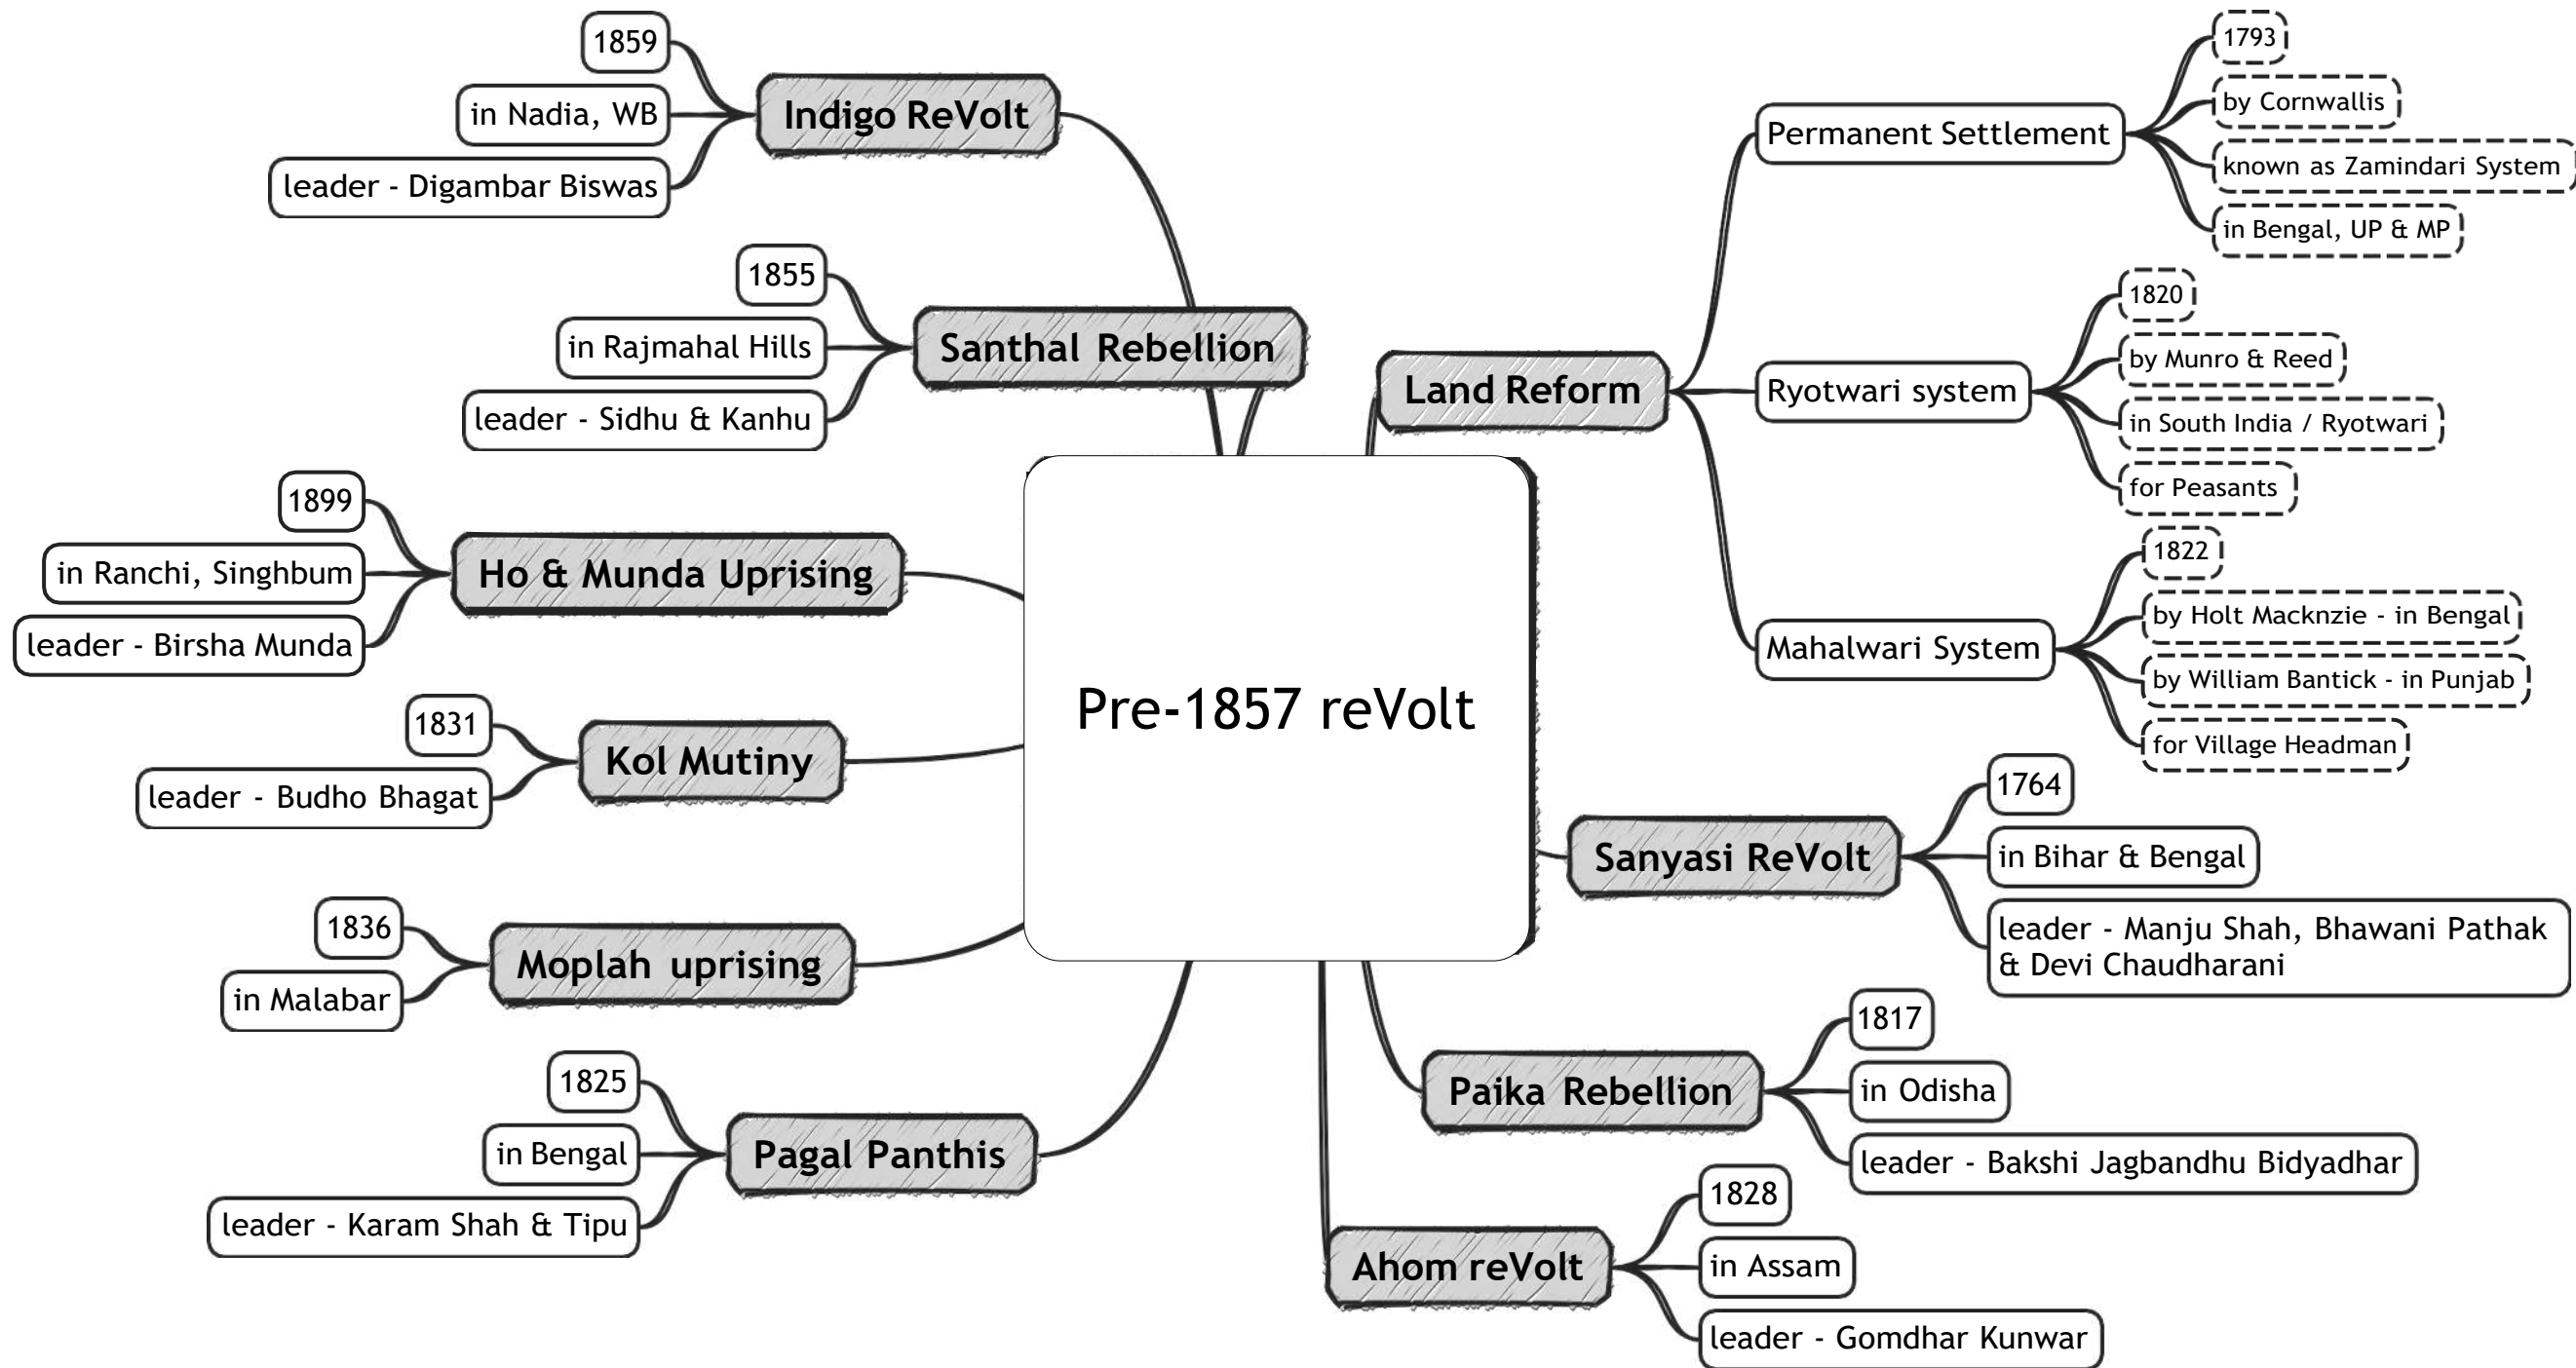 Pre-1857 reVolt
Indigo ReVolt
1859
in Nadia, WB
leader - Digambar Biswas
Santhal Rebellion
1855
in Rajmahal Hills
leader - Sidhu & Kanhu
Ho & Munda Uprising
1899
in Ranchi, Singhbum
leader - Birsha Munda
Kol Mutiny
1831
leader - Budho Bhagat
Moplah uprising
1836
in Malabar
Pagal Panthis
1825
in Bengal
leader - Karam Shah & Tipu
Land Reform
Permanent Settlement
1793
by Cornwallis
known as Zamindari System
in Bengal, UP & MP
Ryotwari system
1820
by Munro & Reed
in South India / Ryotwari
for Peasants
Mahalwari System
1822
by Holt Macknzie - in Bengal
by William Bantick - in Punjab
for Village Headman
Sanyasi ReVolt
1764
in Bihar & Bengal
leader - Manju Shah, Bhawani Pathak
& Devi Chaudharani
Paika Rebellion
1817
in Odisha
leader - Bakshi Jagbandhu Bidyadhar
Ahom reVolt
1828
in Assam
leader - Gomdhar Kunwar